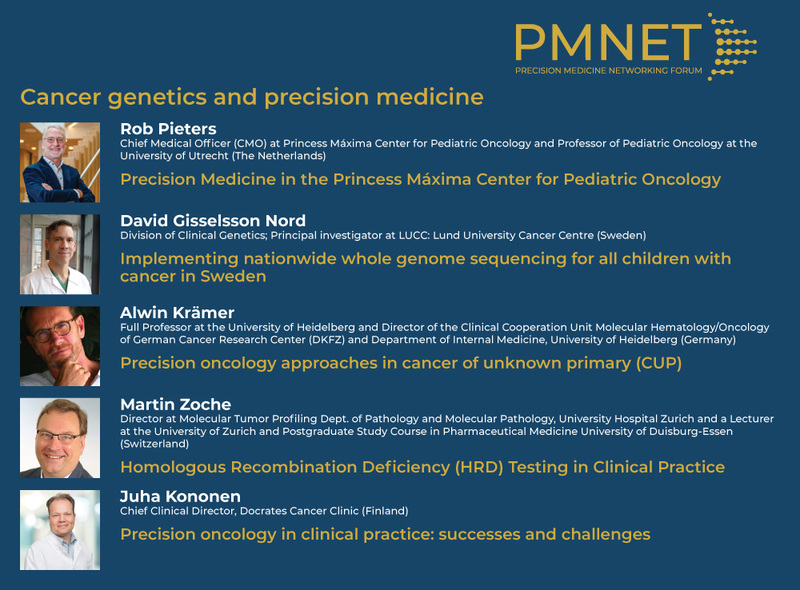 PMNET
PRECISION MEDICINE NETWORKING FORUM
Cancer genetics and precision medicine
Rob Pieters
Chief Medical Officer (CMO) at Princess Máxima Center for Pediatric Oncology and Professor of Pediatric Oncology at the
University of Utrecht (The Netherlands)
Precision Medicine in the Princess Máxima Center for Pediatric Oncology
David Gisselsson Nord
Division of Clinical Genetics; Principal investigator at LUCC: Lund University Cancer Centre (Sweden)
Implementing nationwide whole genome sequencing for all children with
cancer in Sweden
Alwin Krämer
Full Professor at the University of Heidelberg and Director of the Clinical Cooperation Unit Molecular Hematology/Oncology
of German Cancer Research Center (DKFZ) and Department of Internal Medicine, University of Heidelberg (Germany)
Precision oncology approaches in cancer of unknown primary (CUP)
Martin Zoche
Director at Molecular Tumor Profiling Dept. of Pathology and Molecular Pathology, University Hospital Zurich and a Lecturer
at the University of Zurich and Postgraduate Study Course in Pharmaceutical Medicine University of Duisburg-Essen
(Switzerland)
Homologous Recombination Deficiency (HRD) Testing in Clinical Practice
Juha Kononen
Chief Clinical Director, Docrates Cancer Clinic (Finland)
Precision oncology in clinical practice: successes and challenges